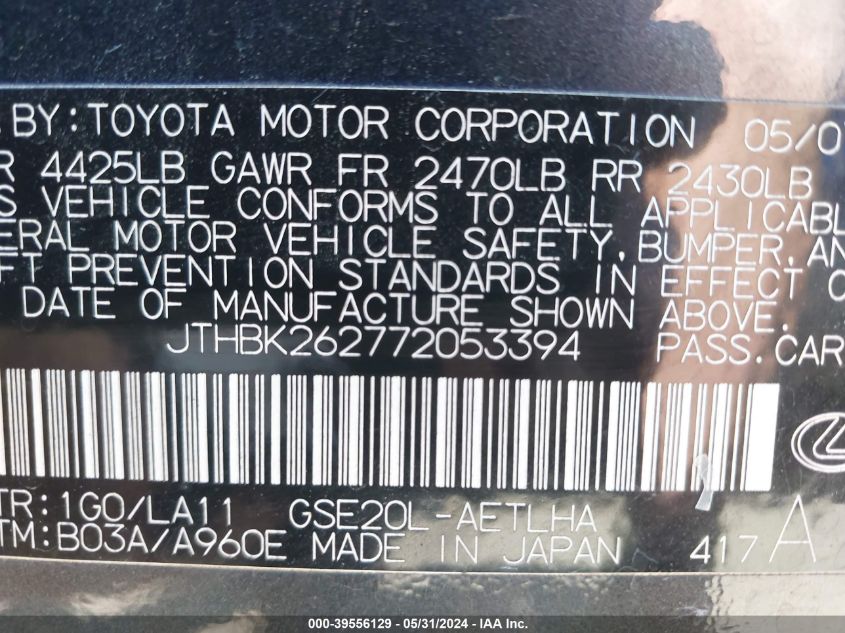 BY: TOYOTA MOTOR CORPORATION 05/0
R 4425LB GAWR FR 2470LB RR 2430LB
S VEHICLE CONFORMS TO ALL APPLICABL
ERAL MOTOR VEHICLE SAFETY, BUMPER, AN
FT PREVENTION STANDARDS IN EFFECT O
DATE OF MANUFACTURE SHOWN ABOVE.
JTHBK262772053394 PASS.CAR
TR: 1G0/LA11 GSE20L-AETLHA
TM: B03A/A960E MADE IN JAPAN 417 A
000-39556129 - 05/31/2024 - IAA Inc.